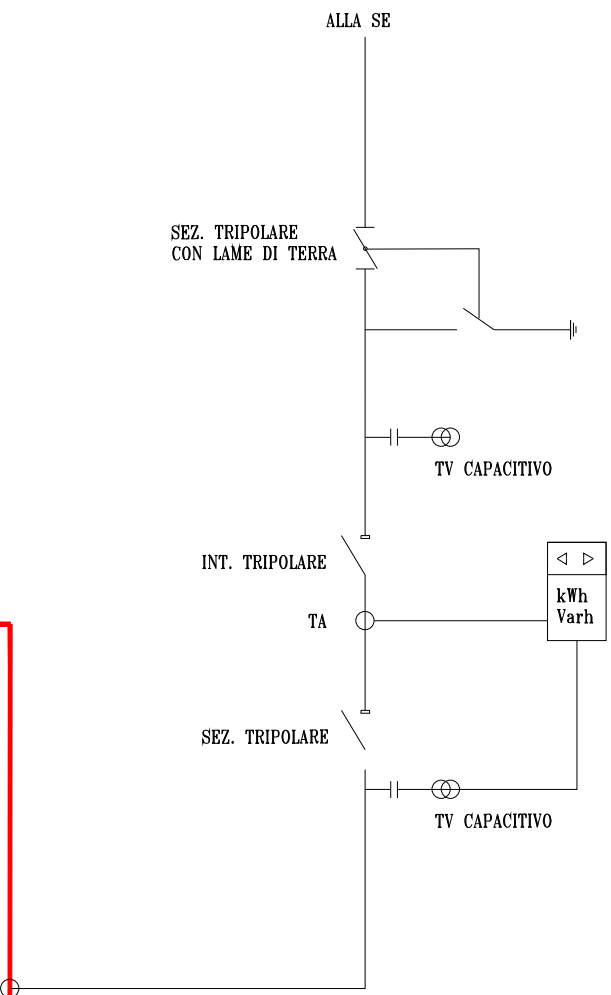 ALLA SE
SEZ. TRIPOLARE
CON LAME DI TERRA
TV CAPACITIVO
INT. TRIPOLARE
kWh
Varh
TA
SEZ. TRIPOLARE
TV CAPACITIVO